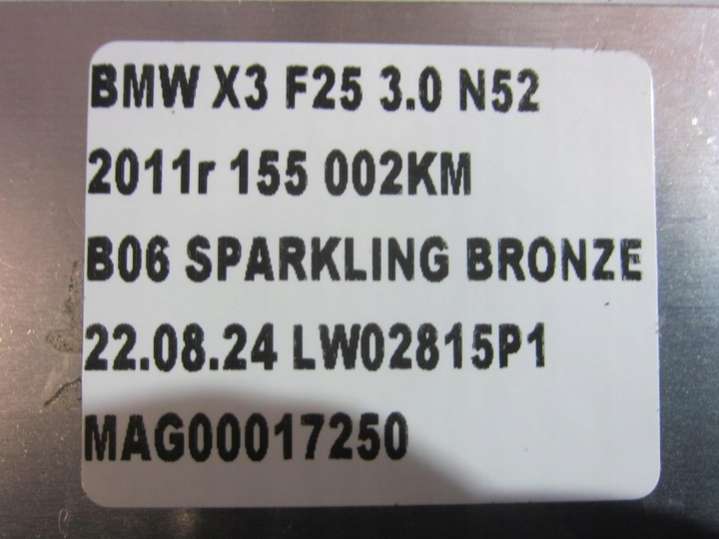 BMW X3 F25 3.0 N52
2011r 155 002KM
B06 SPARKLING BRONZE
22.08.24 LW02815P1
MAG00017250